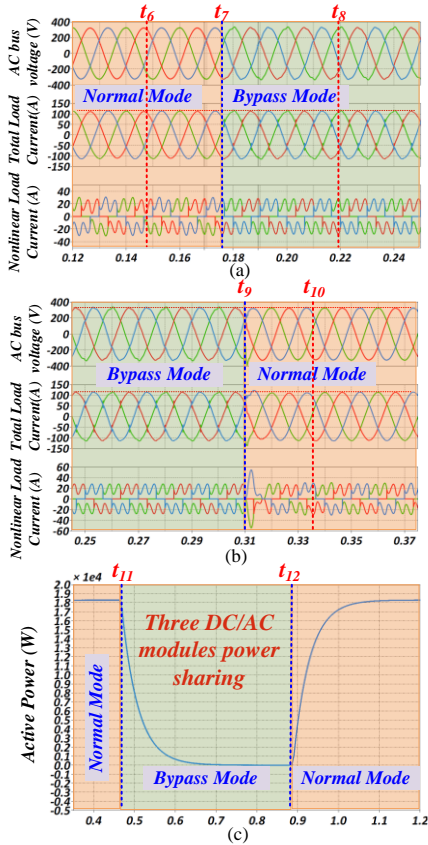 t6 t7 t8
AC bus
voltage (V)
400
200
0
-200
-400
Normal Mode
Bypass Mode
Total Load
Current(A)
150
100
50
0
-50
-100
-150
Nonlinear Load
Current (A)
40
20
0
-20
-40
0.12 0.14 0.16 0.18 0.20 0.22 0.24
(a)
t9 t10
AC bus
voltage (V)
400
200
0
-200
-400
Bypass Mode
Normal Mode
Total Load
Current(A)
150
100
50
0
-50
-100
-150
Nonlinear Load
Current (A)
60
40
20
0
-20
-40
-60
0.25 0.27 0.29 0.31 0.33 0.35 0.37
(b)
t11 t12
× 1e4
Active Power (W)
2.0
1.9
1.8
1.7
1.6
1.5
1.4
1.3
1.2
1.1
1.0
0.9
0.8
0.7
0.6
0.5
0.4
0.3
0.2
0.1
-0.0
-0.1
-0.2
-0.3
-0.4
-0.5
Three DC/AC
modules power
sharing
Normal Mode
Bypass Mode
Normal Mode
0.4 0.5 0.6 0.7 0.8 0.9 1.0 1.1 1.2
(c)